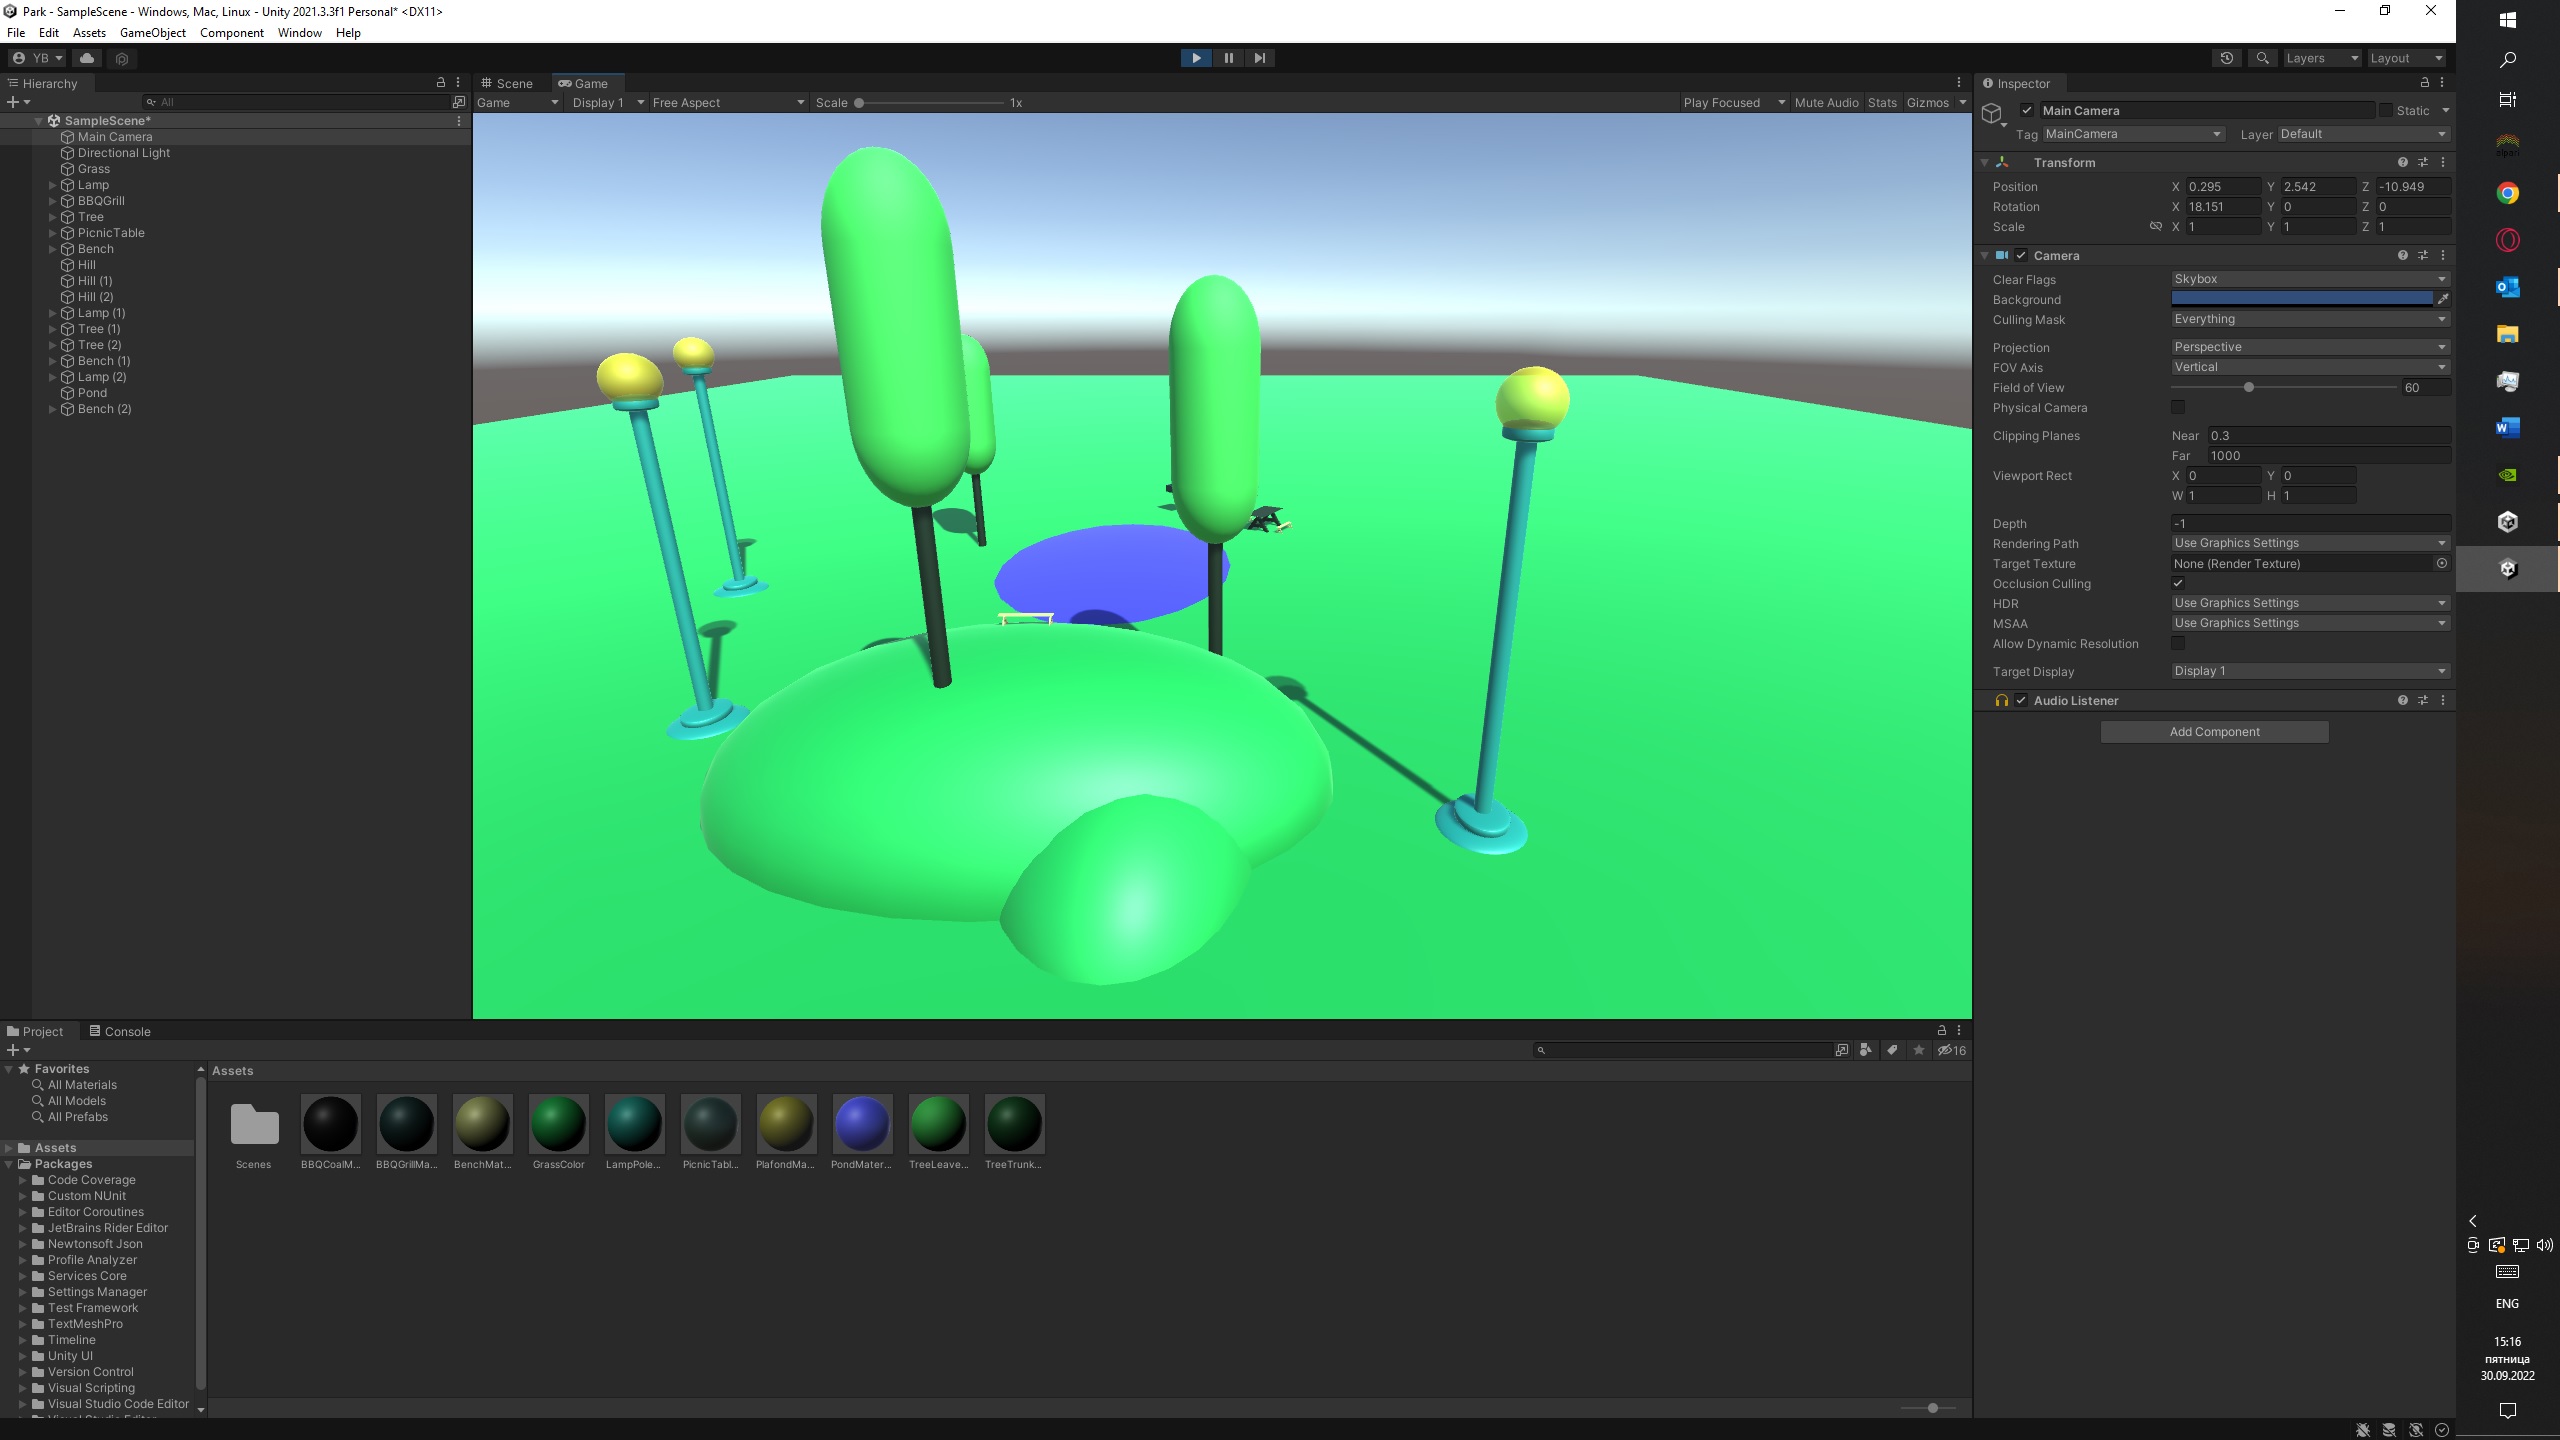 Park - SampleScene - Windows, Mac, Linux - Unity 2021.3.3f1 Personal* <DX11>
File Edit Assets GameObject Component Window Help
YB
Layers
Layout
Hierarchy
All
SampleScene*
Main Camera
Directional Light
Grass
Lamp
BBQGrill
Tree
PicnicTable
Bench
Hill
Hill (1)
Hill (2)
Lamp (1)
Tree (1)
Tree (2)
Bench (1)
Lamp (2)
Pond
Bench (2)
Scene Game
Game Display 1 Free Aspect Scale 1x Play Focused Mute Audio Stats Gizmos
Inspector
Main Camera Static
Tag MainCamera Layer Default
Transform
Position X 0.295 Y 2.542 Z -10.949
Rotation X 18.151 Y 0 Z 0
Scale X 1 Y 1 Z 1
Camera
Clear Flags Skybox
Background
Culling Mask Everything
Projection Perspective
FOV Axis Vertical
Field of View 60
Physical Camera
Clipping Planes Near 0.3
Far 1000
Viewport Rect X 0 Y 0
W 1 H 1
Depth -1
Rendering Path Use Graphics Settings
Target Texture None (Render Texture)
Occlusion Culling
HDR Use Graphics Settings
MSAA Use Graphics Settings
Allow Dynamic Resolution
Target Display Display 1
Audio Listener
Add Component
Project Console
16
Favorites
All Materials
All Models
All Prefabs
Assets
Packages
Code Coverage
Custom NUnit
Editor Coroutines
JetBrains Rider Editor
Newtonsoft Json
Profile Analyzer
Services Core
Settings Manager
Test Framework
TextMeshPro
Timeline
Unity UI
Version Control
Visual Scripting
Visual Studio Code Editor
Assets
Scenes BBQCoalM... BBQGrillMa... BenchMat... GrassColor LampPole... PicnicTabl... PlafondMa... PondMater... TreeLeave... TreeTrunk...
ENG
15:16
пятница
30.09.2022